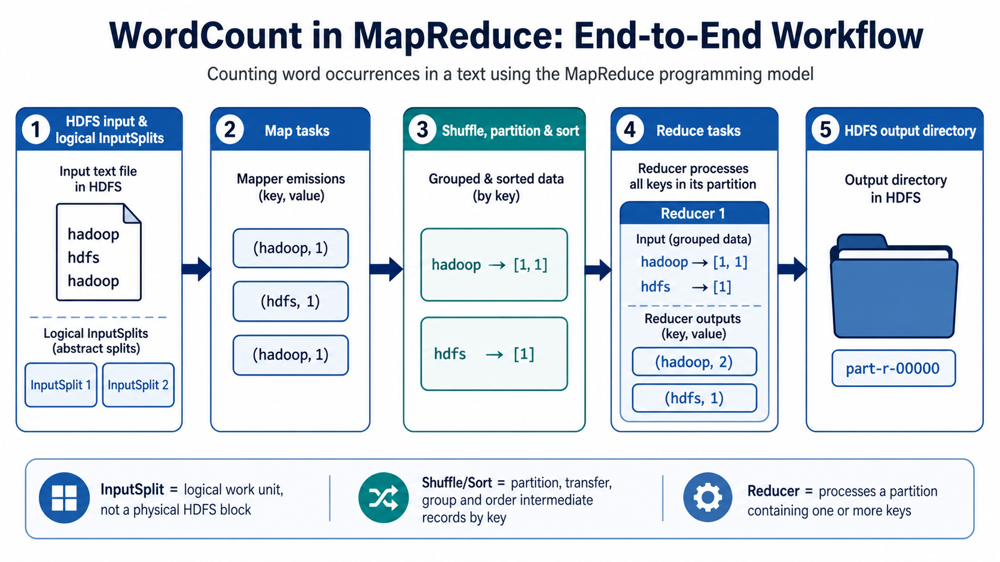 WordCount in MapReduce: End-to-End Workflow
Counting word occurrences in a text using the MapReduce programming model
1
HDFS input &
logical InputSplits
Input text file
in HDFS
hadoop
hdfs
hadoop
Logical InputSplits
(abstract splits)
InputSplit 1
InputSplit 2
2
Map tasks
Mapper emissions
(key, value)
(hadoop, 1)
(hdfs, 1)
(hadoop, 1)
3
Shuffle, partition & sort
Grouped & sorted data
(by key)
hadoop → [1, 1]
hdfs → [1]
4
Reduce tasks
Reducer processes
all keys in its partition
Reducer 1
Input (grouped data)
hadoop → [1, 1]
hdfs → [1]
Reducer outputs
(key, value)
(hadoop, 2)
(hdfs, 1)
5
HDFS output directory
Output directory
in HDFS
part-r-00000
InputSplit = logical work unit,
not a physical HDFS block
Shuffle/Sort = partition, transfer,
group and order intermediate
records by key
Reducer = processes a partition
containing one or more keys